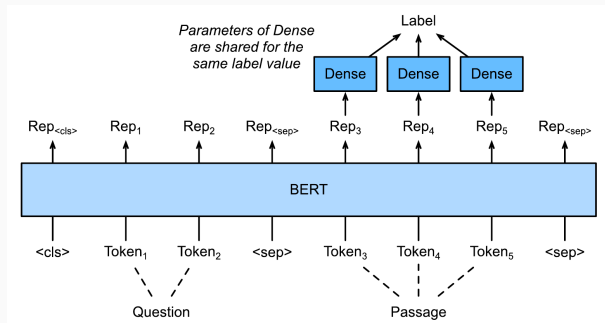 Label
Parameters of Dense
are shared for the
same label value
Dense Dense Dense
Rep<cls> Rep1 Rep2 Rep<sep> Rep3 Rep4 Rep5 Rep<sep>
BERT
<cls> Token1 Token2 <sep> Token3 Token4 Token5 <sep>
Question Passage